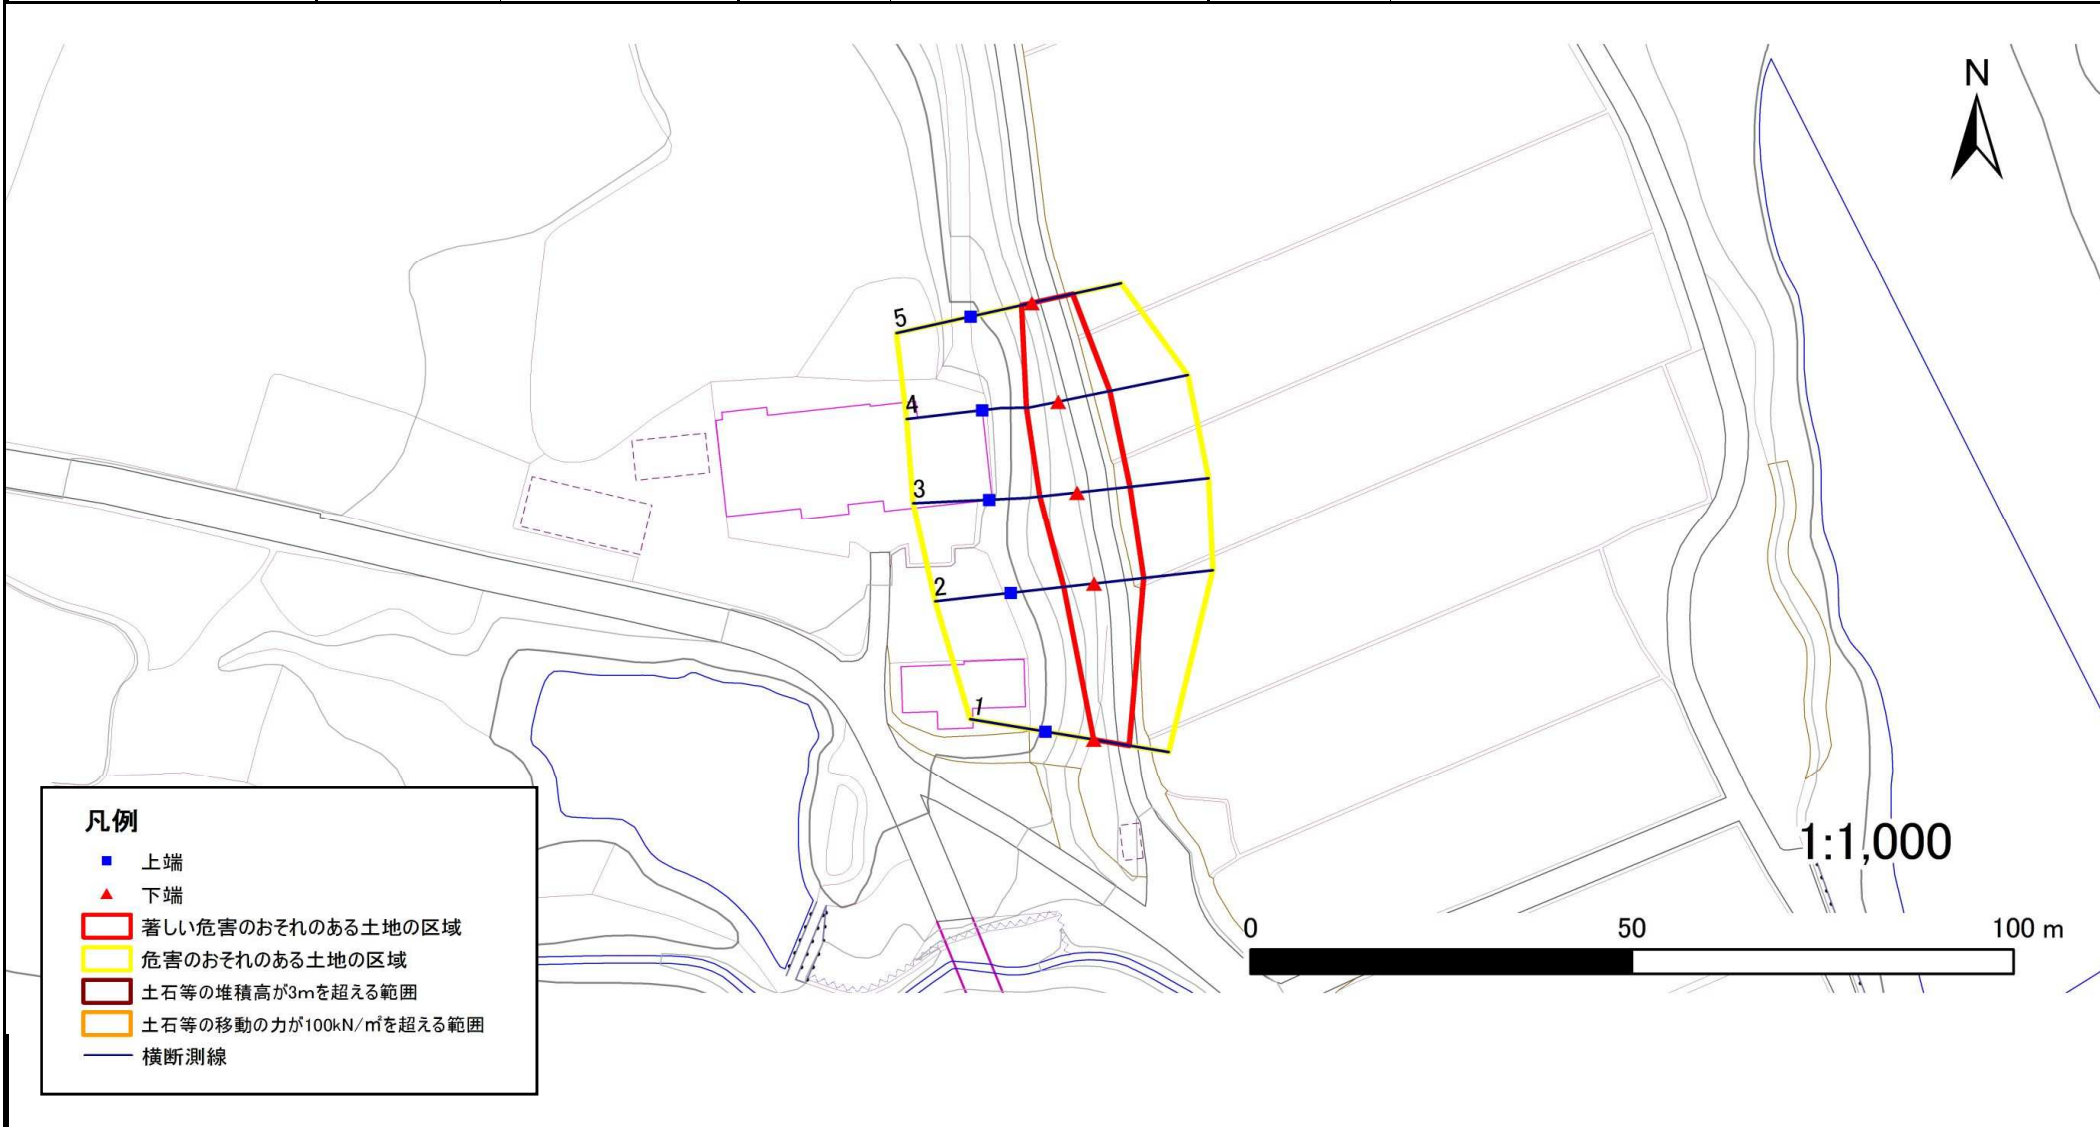 N
5
4
3
2
1
1:1,000
0 50 100 m
凡例
上端
下端
著しい危害のおそれのある土地の区域
危害のおそれのある土地の区域
土石等の堆積高が3mを超える範囲
土石等の移動の力が100kN/㎡を超える範囲
横断測線